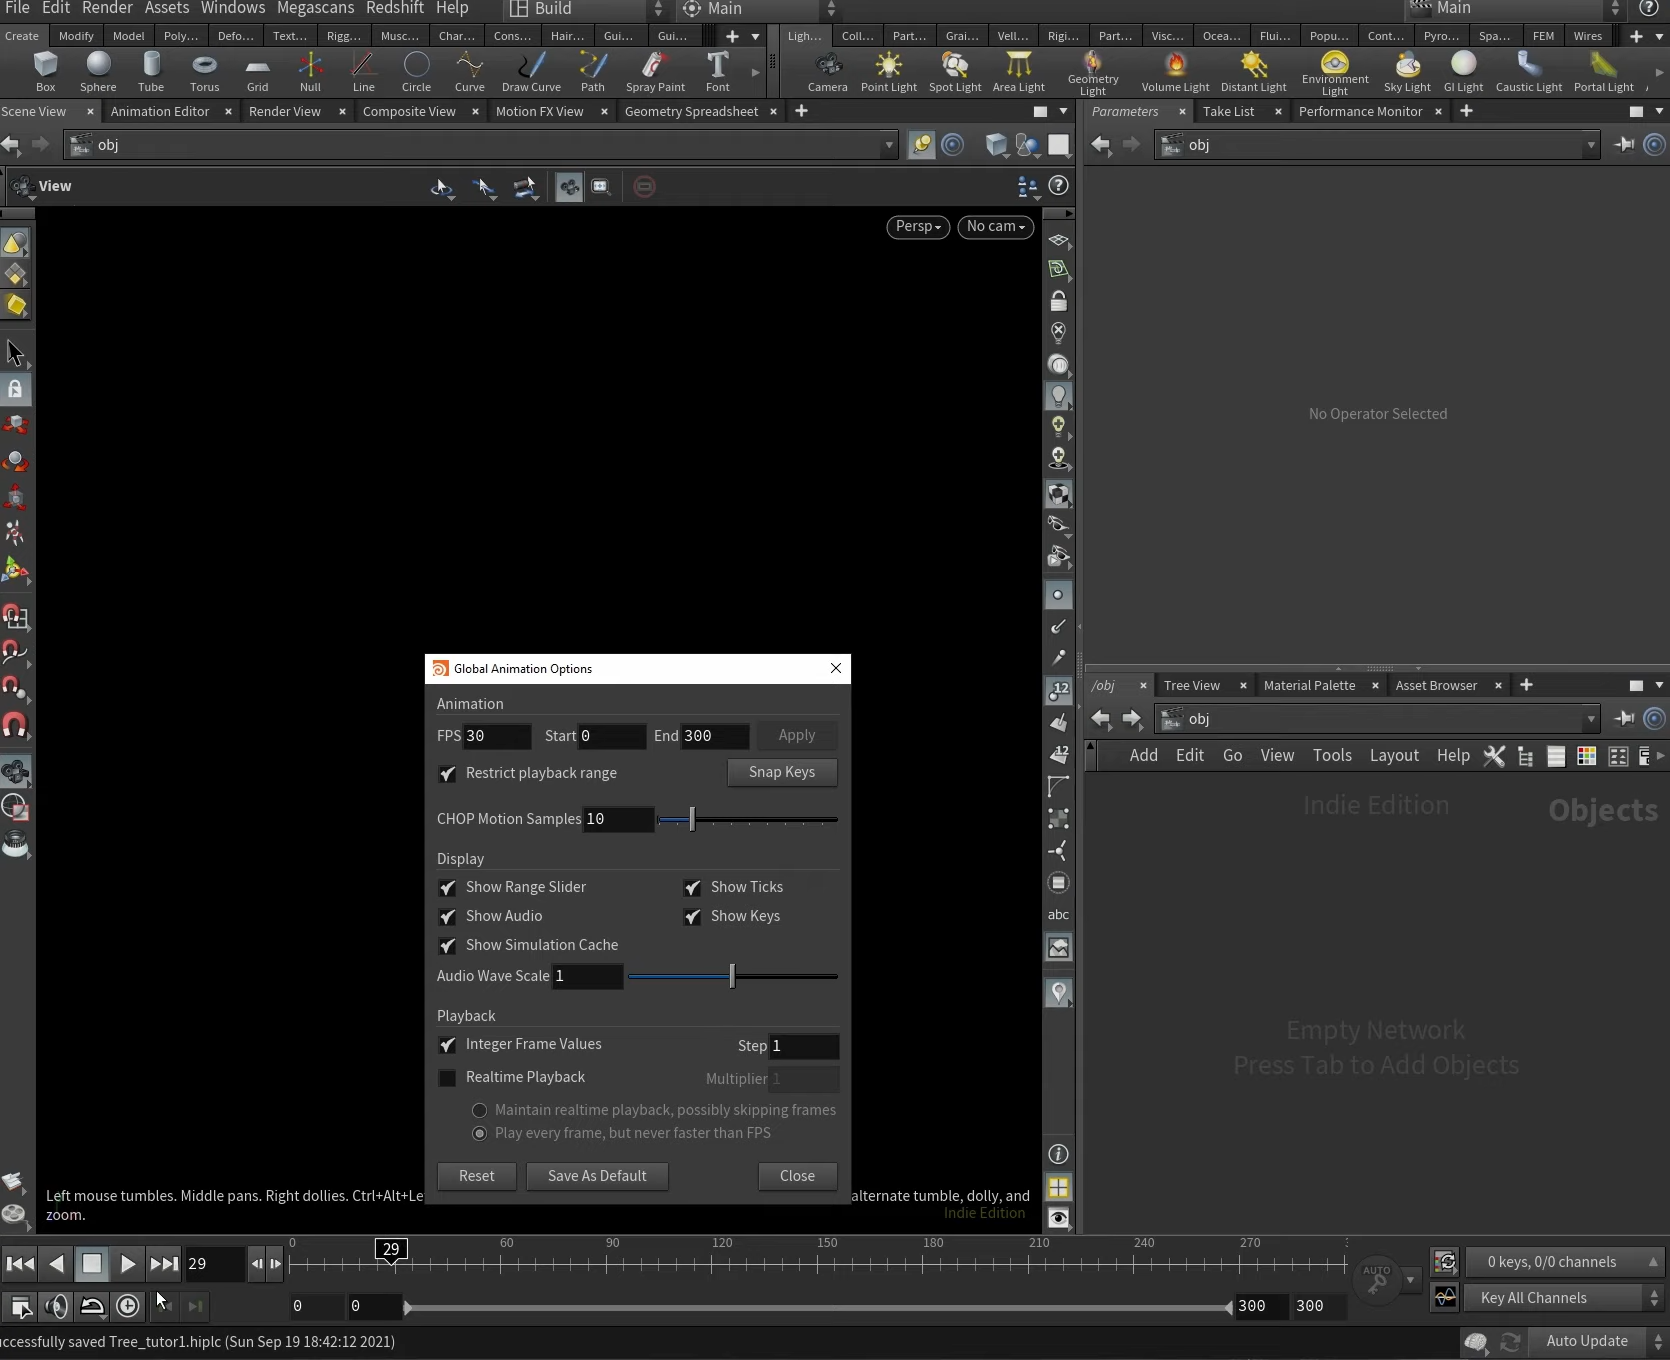 File Edit Render Assets Windows Megascans Redshift Help Build Main Main
Create Modify Model Poly... Defo... Text... Rigg... Musc... Char... Cons... Hair... Gui... Gui... Ligh... Coll... Part... Grai... Vell... Rigi... Part... Visc... Ocea... Flui... Popu... Cont... Pyro... Spa... FEM Wires
Box Sphere Tube Torus Grid Null Line Circle Curve Draw Curve Path Spray Paint Font Camera Point Light Spot Light Area Light Geometry Light Volume Light Distant Light Environment Light Sky Light GI Light Caustic Light Portal Light
Scene View Animation Editor Render View Composite View Motion FX View Geometry Spreadsheet Parameters Take List Performance Monitor
obj obj
View
Persp No cam
No Operator Selected
Global Animation Options
Animation
FPS 30 Start 0 End 300 Apply
Restrict playback range Snap Keys
CHOP Motion Samples 10
Display
Show Range Slider Show Ticks
Show Audio Show Keys
Show Simulation Cache
Audio Wave Scale 1
Playback
Integer Frame Values Step 1
Realtime Playback Multiplier 1
Maintain realtime playback, possibly skipping frames
Play every frame, but never faster than FPS
Reset Save As Default Close
12
12
abc
/obj Tree View Material Palette Asset Browser
obj
Add Edit Go View Tools Layout Help
Indie Edition Objects
Empty Network
Press Tab to Add Objects
Left mouse tumbles. Middle pans. Right dollies. Ctrl+Alt+Le alternate tumble, dolly, and
zoom.
Indie Edition
29 0 29 60 90 120 150 180 210 240 270
AUTO 0 keys, 0/0 channels
0 0 300 300 Key All Channels
uccessfully saved Tree_tutor1.hiplc (Sun Sep 19 18:42:12 2021) Auto Update